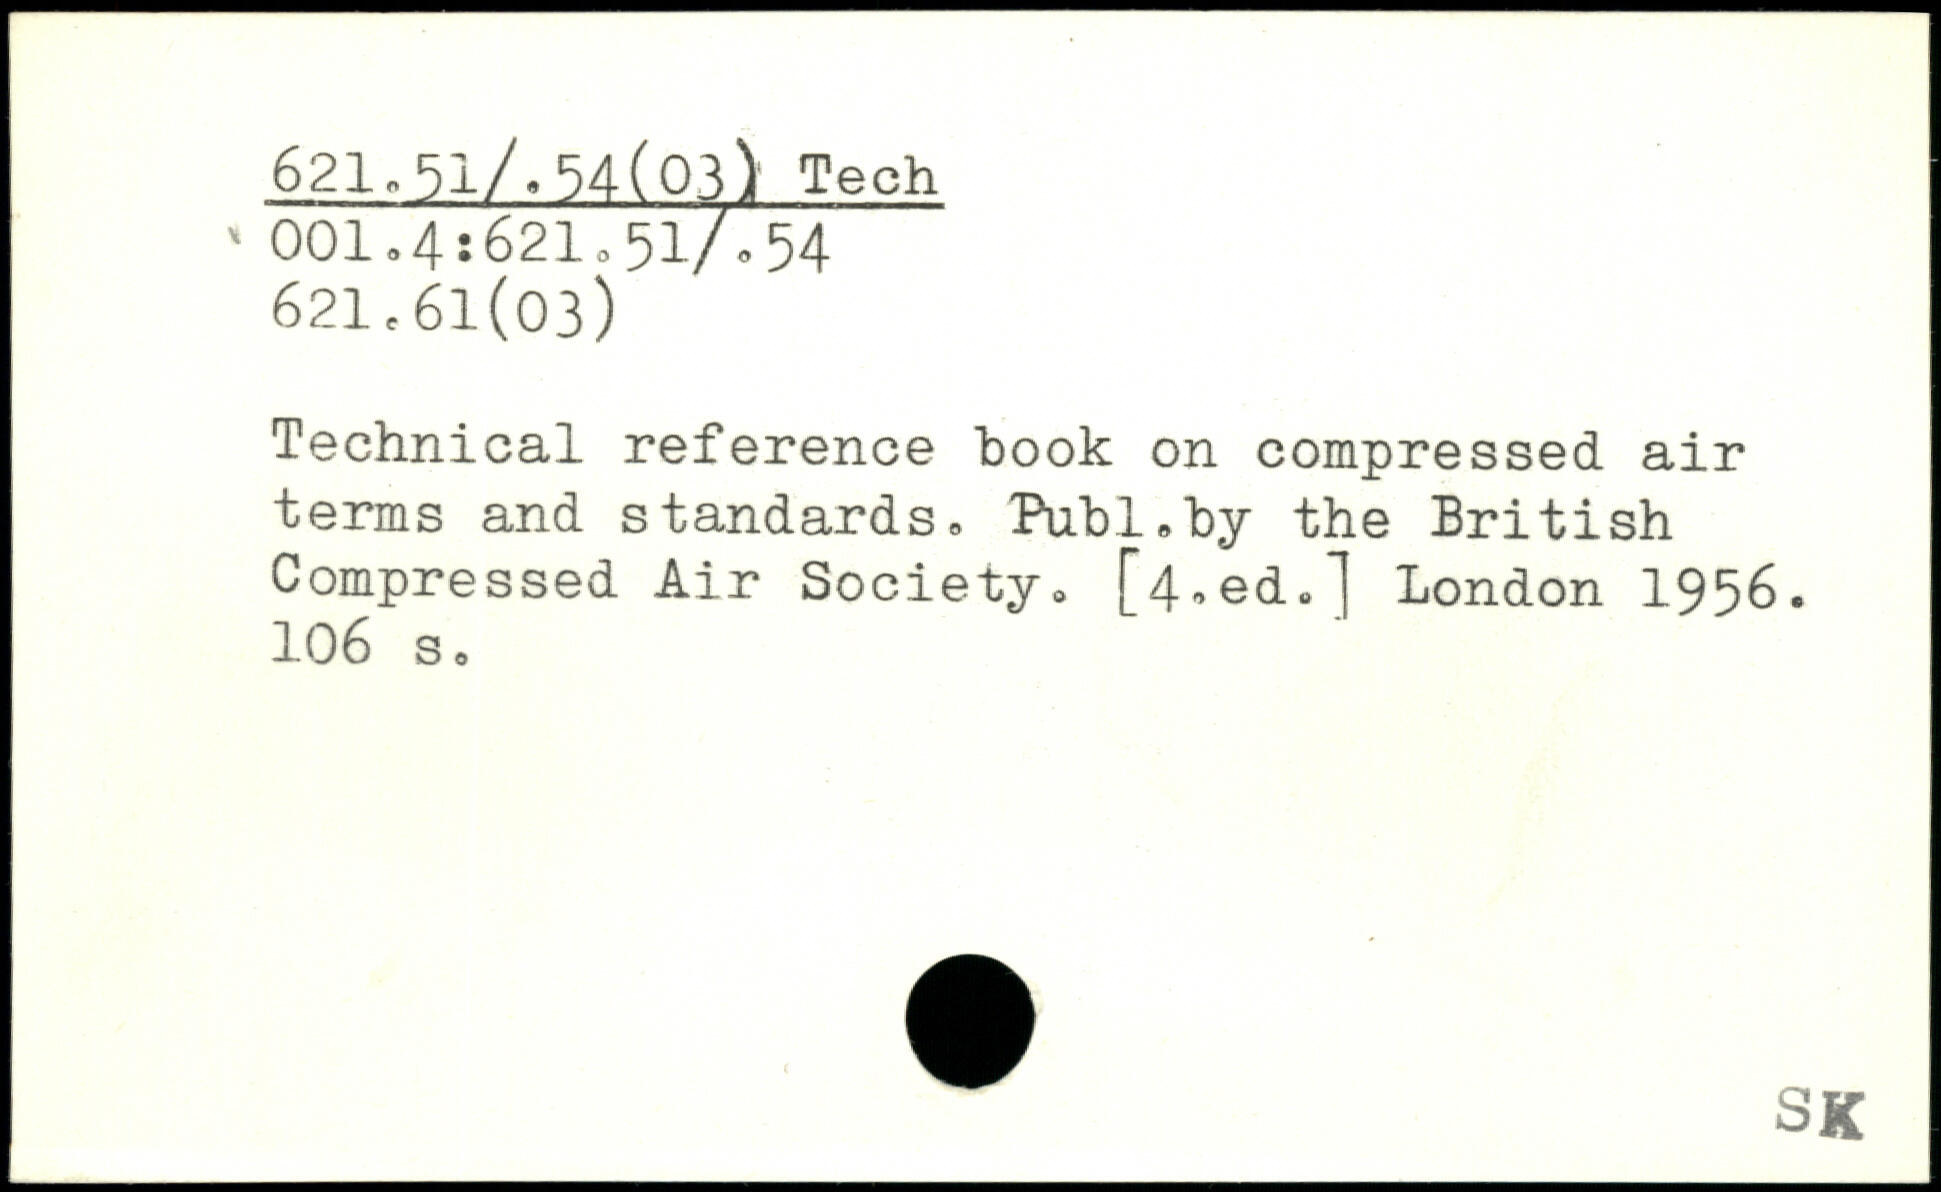 621.51/.54(03) Tech
001.4:621.51/.54
621.61(03)
Technical reference book on compressed air
terms and standards. Publ.by the British
Compressed Air Society. [4.ed.] London 1956.
106 s.
SK